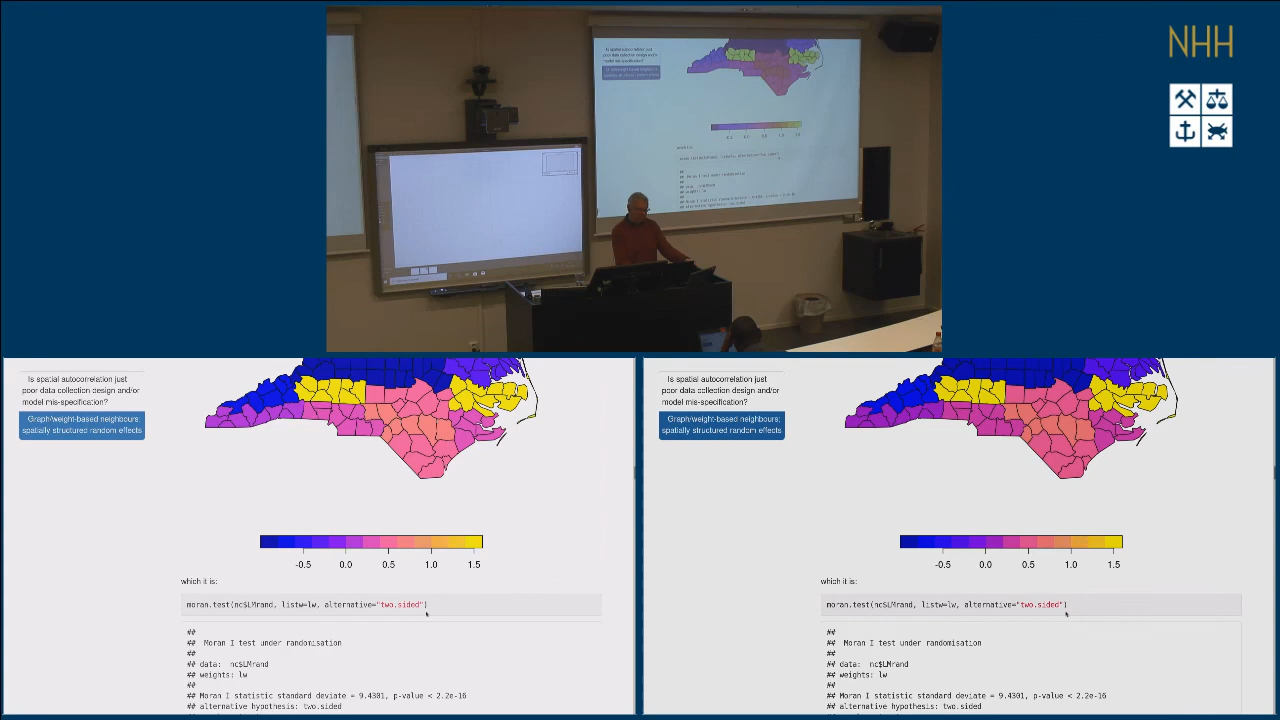 NHH
Is spatial autocorrelation just
poor data collection design and/or
model mis-specification?
Graph/weight-based neighbours;
spatially structured random effects
-0.5 0.0 0.5 1.0 1.5
which it is:
moran.test(nc$LMrand, listw=lw, alternative="two.sided")
##
## Moran I test under randomisation
##
## data: nc$LMrand
## weights: lw
##
## Moran I statistic standard deviate = 9.4301, p-value < 2.2e-16
## alternative hypothesis: two.sided
Is spatial autocorrelation just
poor data collection design and/or
model mis-specification?
Graph/weight-based neighbours;
spatially structured random effects
-0.5 0.0 0.5 1.0 1.5
which it is:
moran.test(nc$LMrand, listw=lw, alternative="two.sided")
##
## Moran I test under randomisation
##
## data: nc$LMrand
## weights: lw
##
## Moran I statistic standard deviate = 9.4301, p-value < 2.2e-16
## alternative hypothesis: two.sided